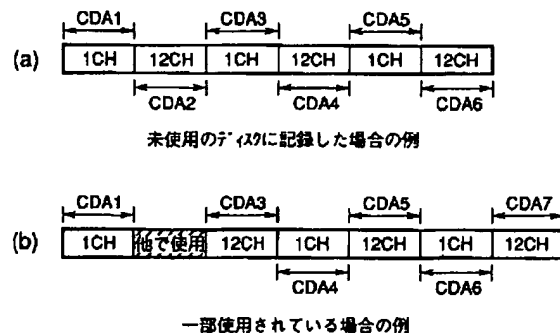 CDA1 CDA3 CDA5
(a) 1CH 12CH 1CH 12CH 1CH 12CH
CDA2 CDA4 CDA6
未使用のディスクに記録した場合の例
CDA1 CDA3 CDA5 CDA7
(b) 1CH 他で使用 12CH 1CH 12CH 1CH 12CH
CDA4 CDA6
一部使用されている場合の例